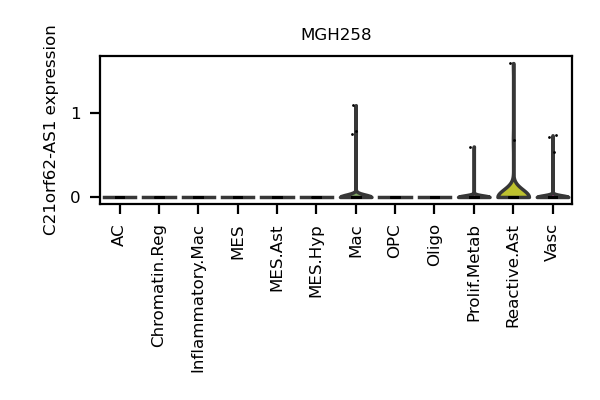 MGH258
C21orf62-AS1 expression
1
0
AC
Chromatin.Reg
Inflammatory.Mac
MES
MES.Ast
MES.Hyp
Mac
OPC
Oligo
Prolif.Metab
Reactive.Ast
Vasc